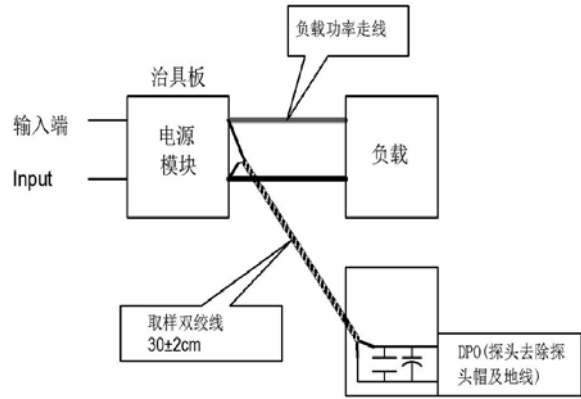 负载功率走线
治具板
输入端
Input
电源
模块
负载
取样双绞线
30±2cm
DPO(探头去除探
头帽及地线)